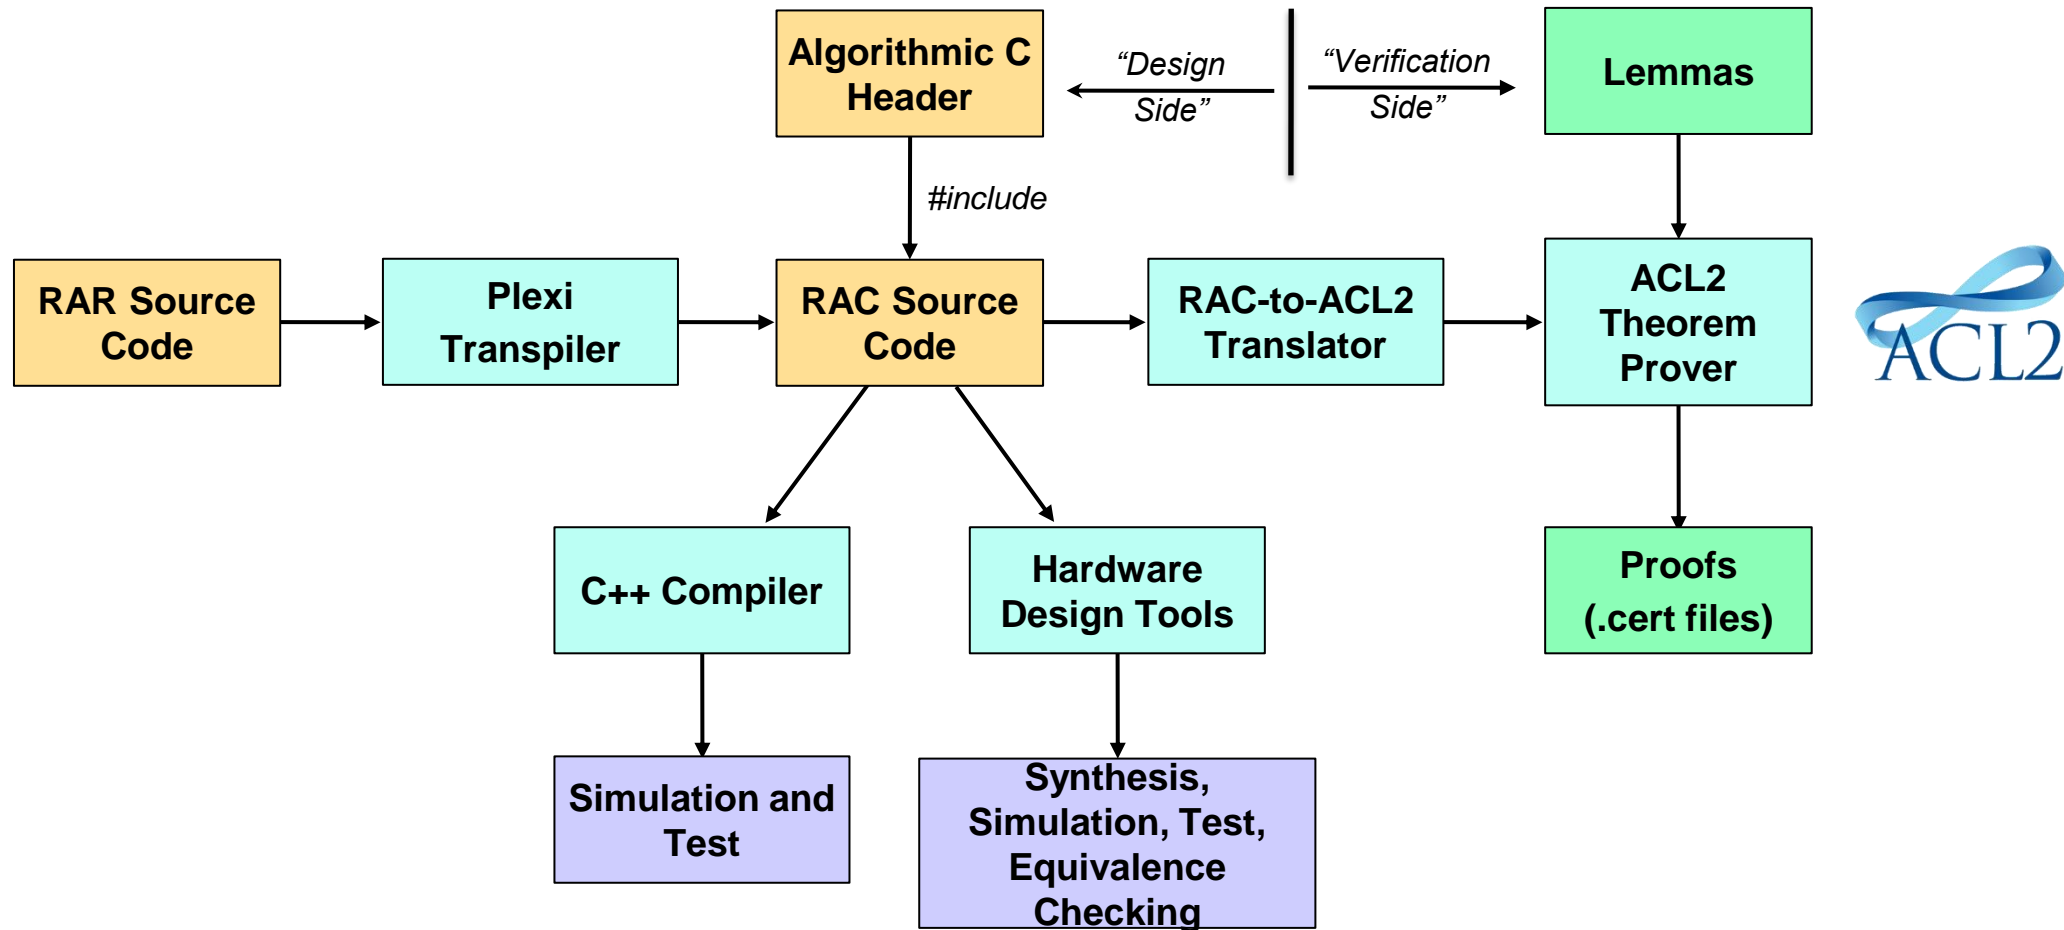 Algorithmic C
Header
“Design
Side”
“Verification
Side”
Lemmas
#include
RAR Source
Code
Plexi
Transpiler
RAC Source
Code
RAC-to-ACL2
Translator
ACL2
Theorem
Prover
ACL2
C++ Compiler
Hardware
Design Tools
Proofs
(.cert files)
Simulation and
Test
Synthesis,
Simulation, Test,
Equivalence
Checking